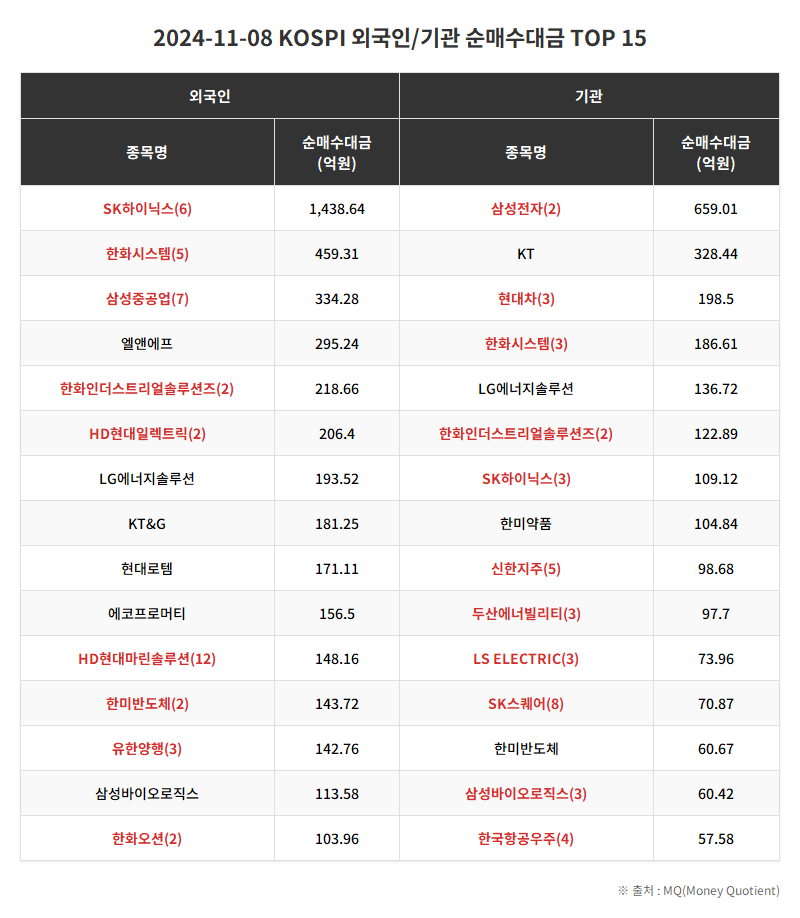 2024-11-08 KOSPI 외국인/기관 순매수대금 TOP 15
외국인 기관
종목명 순매수대금 (억원) 종목명 순매수대금 (억원)
SK하이닉스(6) 1,438.64 삼성전자(2) 659.01
한화시스템(5) 459.31 KT 328.44
삼성중공업(7) 334.28 현대차(3) 198.5
엘앤에프 295.24 한화시스템(3) 186.61
한화인더스트리얼솔루션즈(2) 218.66 LG에너지솔루션 136.72
HD현대일렉트릭(2) 206.4 한화인더스트리얼솔루션즈(2) 122.89
LG에너지솔루션 193.52 SK하이닉스(3) 109.12
KT&G 181.25 한미약품 104.84
현대로템 171.11 신한지주(5) 98.68
에코프로머티 156.5 두산에너빌리티(3) 97.7
HD현대마린솔루션(12) 148.16 LS ELECTRIC(3) 73.96
한미반도체(2) 143.72 SK스퀘어(8) 70.87
유한양행(3) 142.76 한미반도체 60.67
삼성바이오로직스 113.58 삼성바이오로직스(3) 60.42
한화오션(2) 103.96 한국항공우주(4) 57.58
※ 출처 : MQ(Money Quotient)